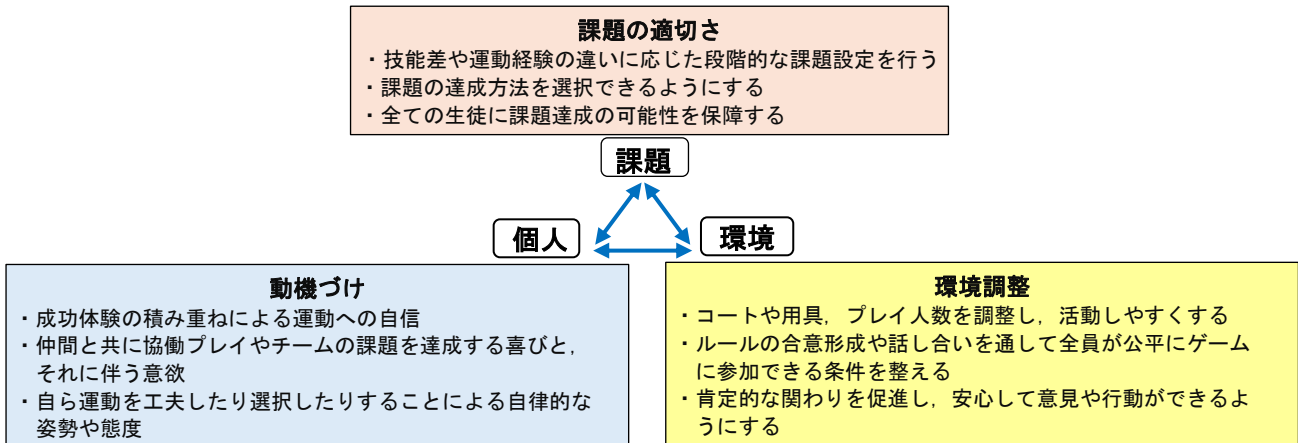 課題の適切さ
・技能差や運動経験の違いに応じた段階的な課題設定を行う
・課題の達成方法を選択できるようにする
・全ての生徒に課題達成の可能性を保障する
課題
個人
環境
動機づけ
・成功体験の積み重ねによる運動への自信
・仲間と共に協働プレイやチームの課題を達成する喜びと，
それに伴う意欲
・自ら運動を工夫したり選択したりすることによる自律的な
姿勢や態度
環境調整
・コートや用具，プレイ人数を調整し，活動しやすくする
・ルールの合意形成や話し合いを通して全員が公平にゲーム
に参加できる条件を整える
・肯定的な関わりを促進し，安心して意見や行動ができるよ
うにする